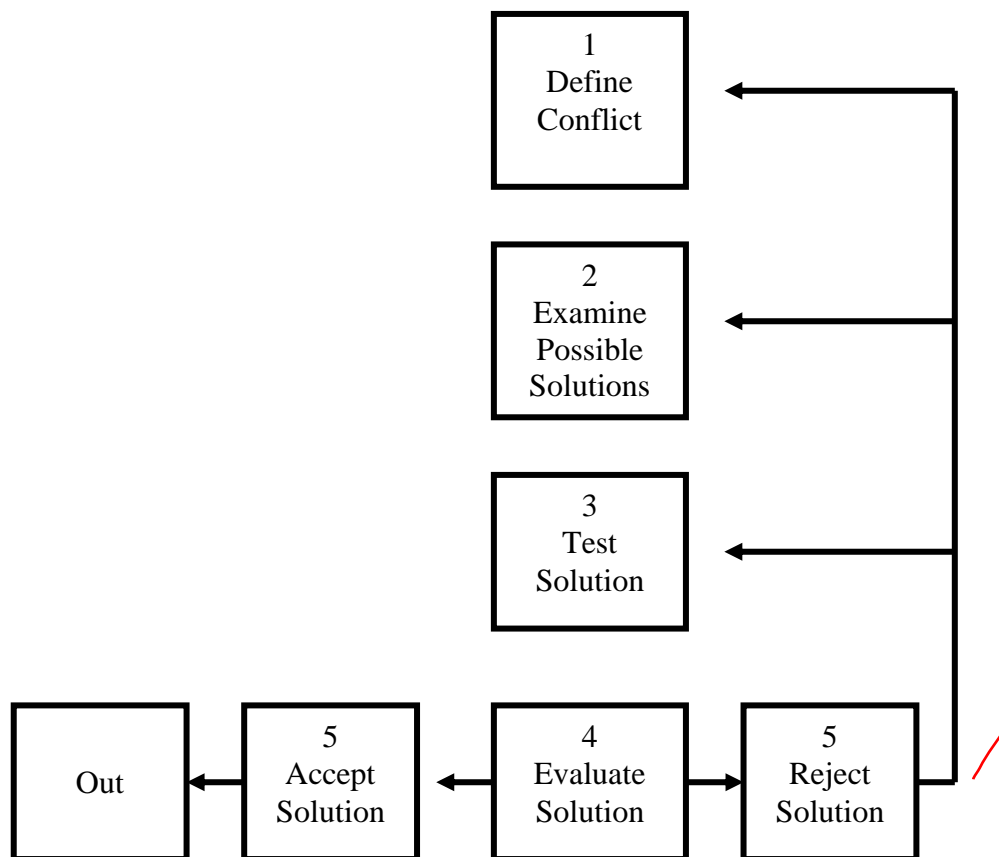 1
Define
Conflict
2
Examine
Possible
Solutions
3
Test
Solution
Out
5
Accept
Solution
4
Evaluate
Solution
5
Reject
Solution